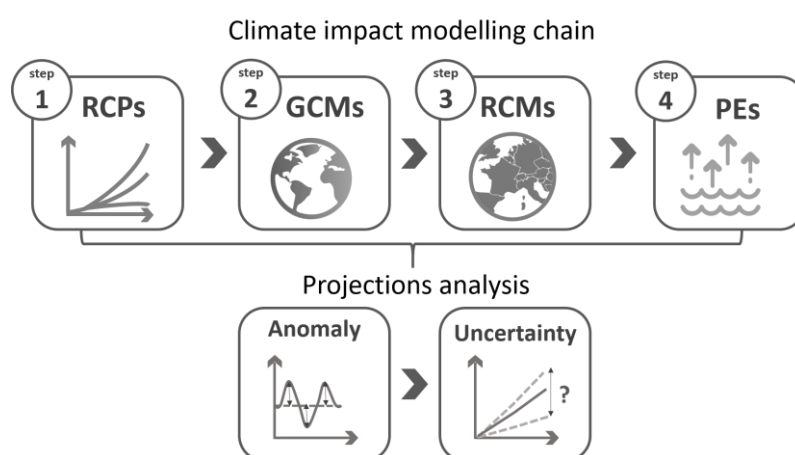 Climate impact modelling chain
step
1
RCPs
step
2
GCMs
step
3
RCMs
step
4
PEs
Projections analysis
Anomaly
Uncertainty
?